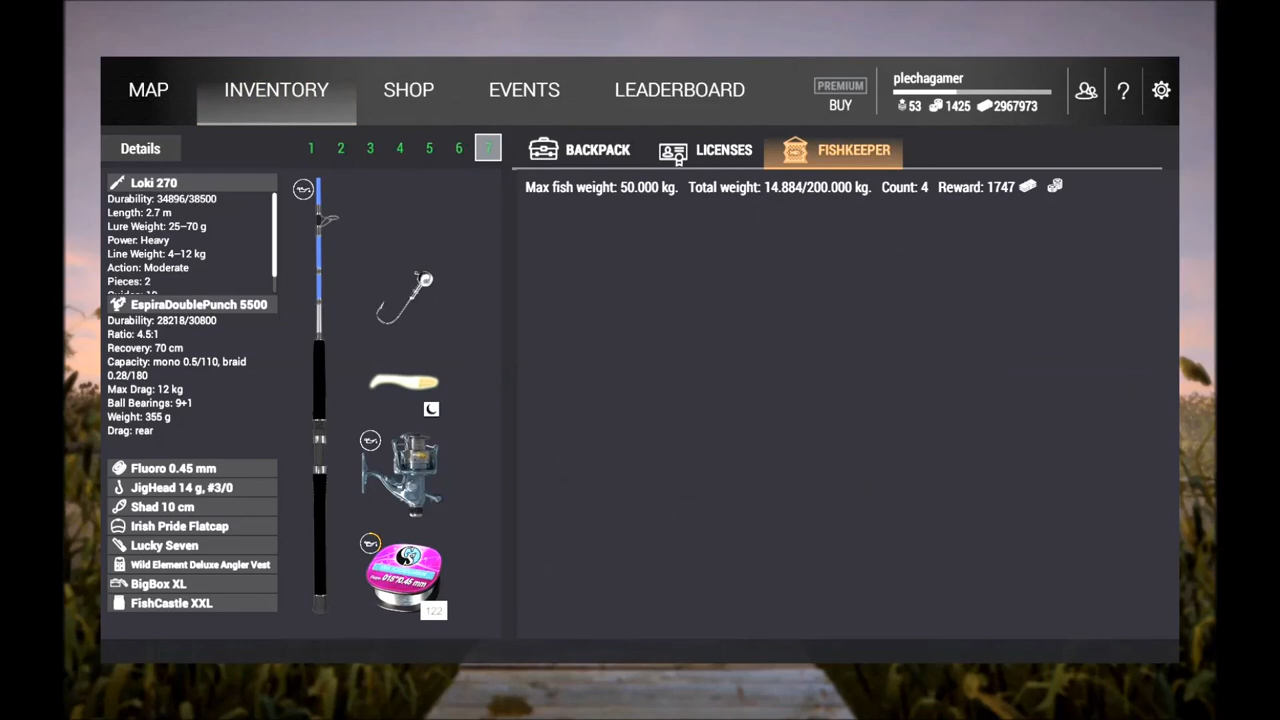 MAP
INVENTORY
SHOP
EVENTS
LEADERBOARD
PREMIUM
BUY
plechagamer
53 1425 2967973
?
Details
1 2 3 4 5 6 7
BACKPACK
LICENSES
FISHKEEPER
Max fish weight: 50.000 kg. Total weight: 14.884/200.000 kg. Count: 4 Reward: 1747
Loki 270
Durability: 34896/38500
Length: 2.7 m
Lure Weight: 25–70 g
Power: Heavy
Line Weight: 4–12 kg
Action: Moderate
Pieces: 2
EspiraDoublePunch 5500
Durability: 28218/30800
Ratio: 4.5:1
Recovery: 70 cm
Capacity: mono 0.5/110, braid
0.28/180
Max Drag: 12 kg
Ball Bearings: 9+1
Weight: 355 g
Drag: rear
Fluoro 0.45 mm
JigHead 14 g, #3/0
Shad 10 cm
Irish Pride Flatcap
Lucky Seven
Wild Element Deluxe Angler Vest
BigBox XL
FishCastle XXL
122